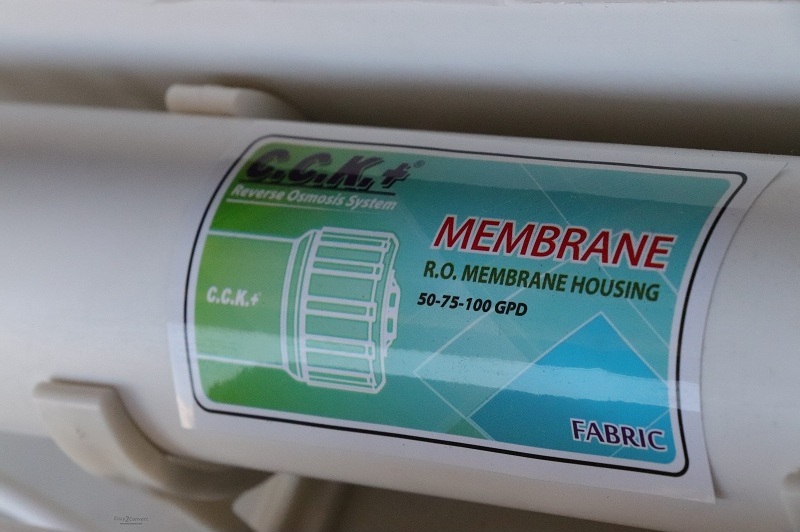 C.C.K.+®
Reverse Osmosis System
C.C.K.+
MEMBRANE
R.O. MEMBRANE HOUSING
50-75-100 GPD
FABRIC